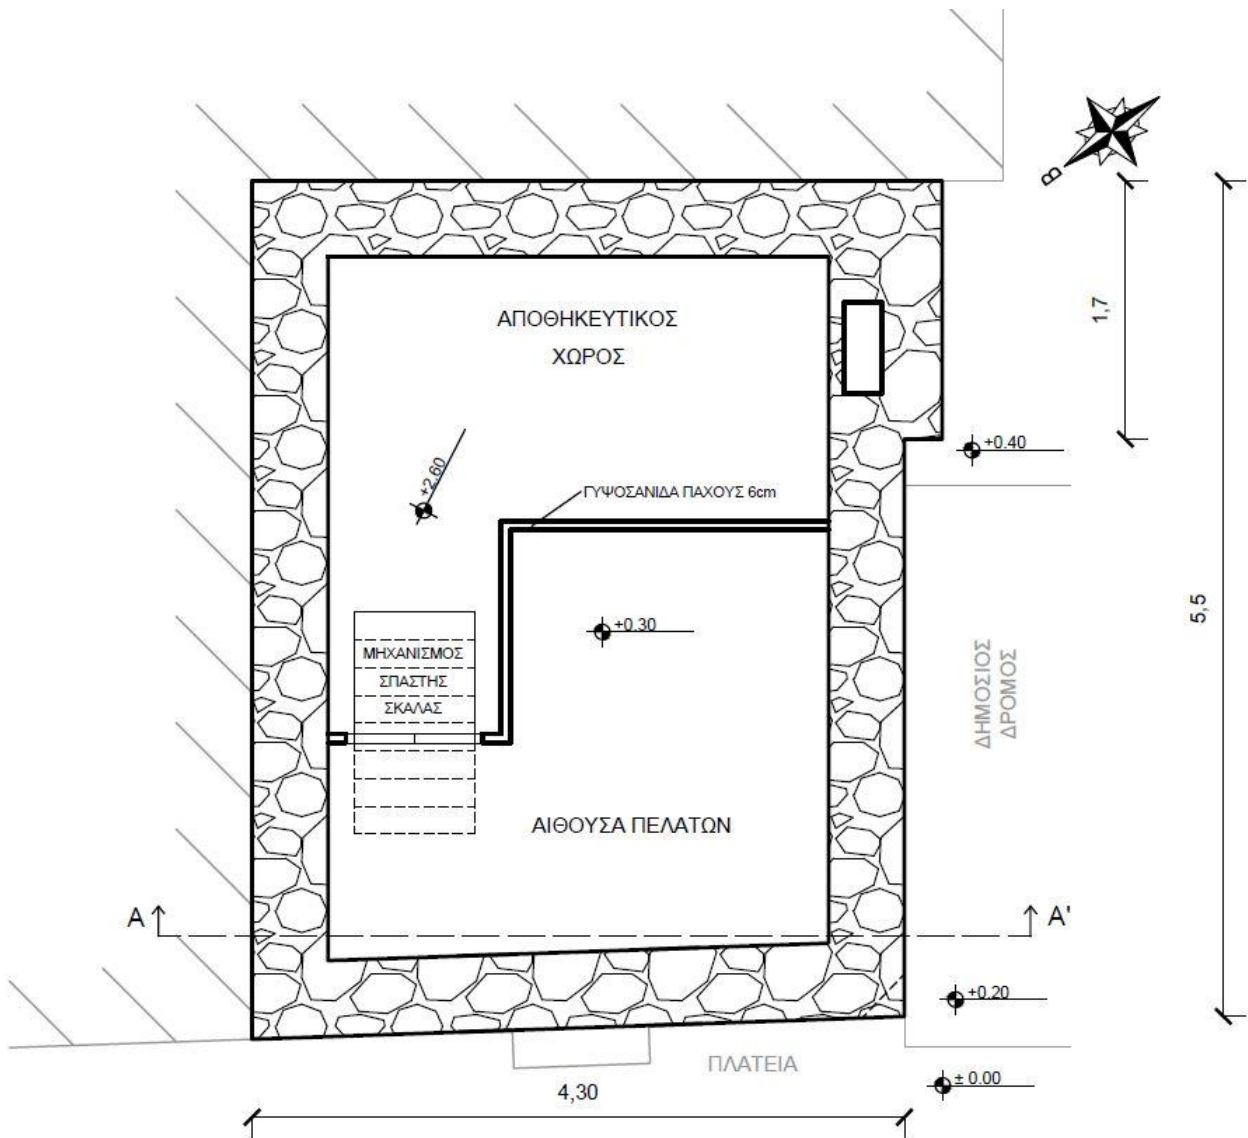 Β
ΑΠΟΘΗΚΕΥΤΙΚΟΣ
ΧΩΡΟΣ
1,7
+0.40
+2,60
ΓΥΨΟΣΑΝΙΔΑ ΠΑΧΟΥΣ 6cm
5,5
+0.30
ΜΗΧΑΝΙΣΜΟΣ
ΣΠΑΣΤΗΣ
ΣΚΑΛΑΣ
ΔΗΜΟΣΙΟΣ
ΔΡΟΜΟΣ
ΑΙΘΟΥΣΑ ΠΕΛΑΤΩΝ
Α
Α'
+0.20
ΠΛΑΤΕΙΑ
± 0.00
4,30